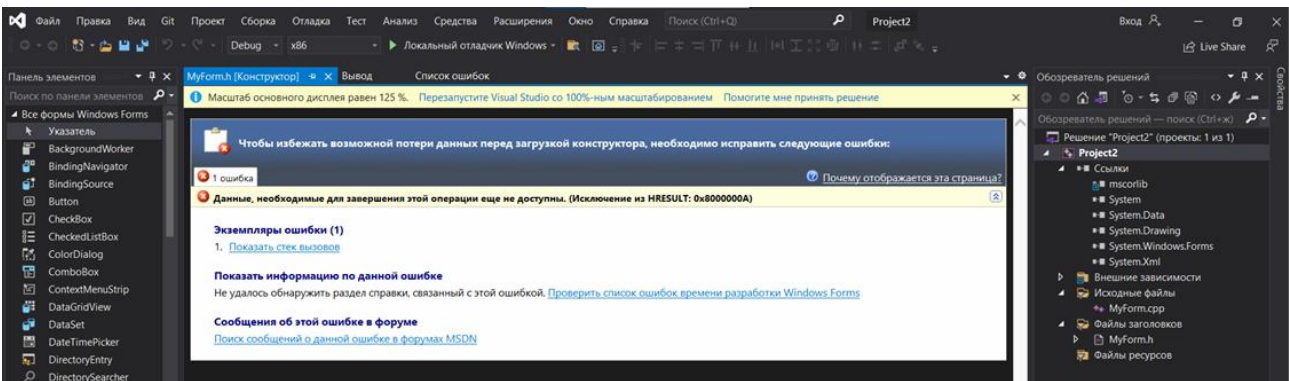 Файл Правка Вид Git Проект Сборка Отладка Тест Анализ Средства Расширения Окно Справка Поиск (Ctrl+Q) Project2 Вход
Debug x86 Локальный отладчик Windows Live Share
Панель элементов
Поиск по панели элементов
Все формы Windows Forms
Указатель
BackgroundWorker
BindingNavigator
BindingSource
Button
CheckBox
CheckedListBox
ColorDialog
ComboBox
ContextMenuStrip
DataGridView
DataSet
DateTimePicker
DirectoryEntry
DirectorySearcher
MyForm.h [Конструктор] Вывод Список ошибок
Масштаб основного дисплея равен 125 %. Перезапустите Visual Studio со 100%-ным масштабированием Помогите мне принять решение
Чтобы избежать возможной потери данных перед загрузкой конструктора, необходимо исправить следующие ошибки:
1 ошибка Почему отображается эта страница?
Данные, необходимые для завершения этой операции еще не доступны. (Исключение из HRESULT: 0x8000000A)
Экземпляры ошибки (1)
1. Показать стек вызовов
Показать информацию по данной ошибке
Не удалось обнаружить раздел справки, связанный с этой ошибкой. Проверить список ошибок времени разработки Windows Forms
Сообщения об этой ошибке в форуме
Поиск сообщений о данной ошибке в форумах MSDN
Обозреватель решений
Обозреватель решений — поиск (Ctrl+ж)
Решение "Project2" (проекты: 1 из 1)
Project2
Ссылки
mscorlib
System
System.Data
System.Drawing
System.Windows.Forms
System.Xml
Внешние зависимости
Исходные файлы
MyForm.cpp
Файлы заголовков
MyForm.h
Файлы ресурсов
Свойства